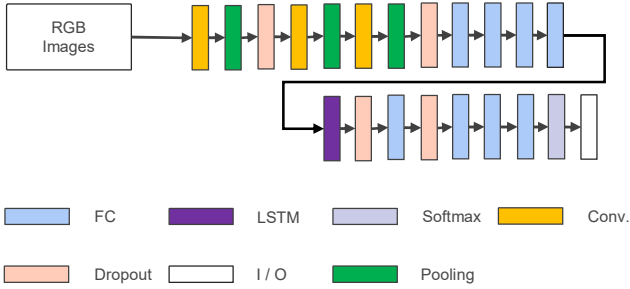 RGB
Images
FC
LSTM
Softmax
Conv.
Dropout
I / O
Pooling